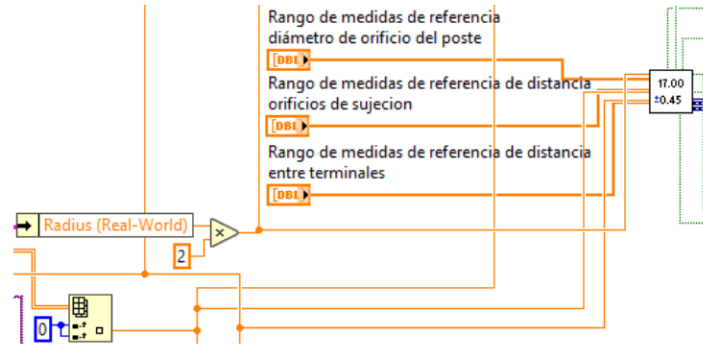 Rango de medidas de referencia
diámetro de orificio del poste
[DBL]
Rango de medidas de referencia de distancia
orificios de sujecion
[DBL]
17.00
±0.45
Rango de medidas de referencia de distancia
entre terminales
[DBL]
Radius (Real-World)
×
2
0